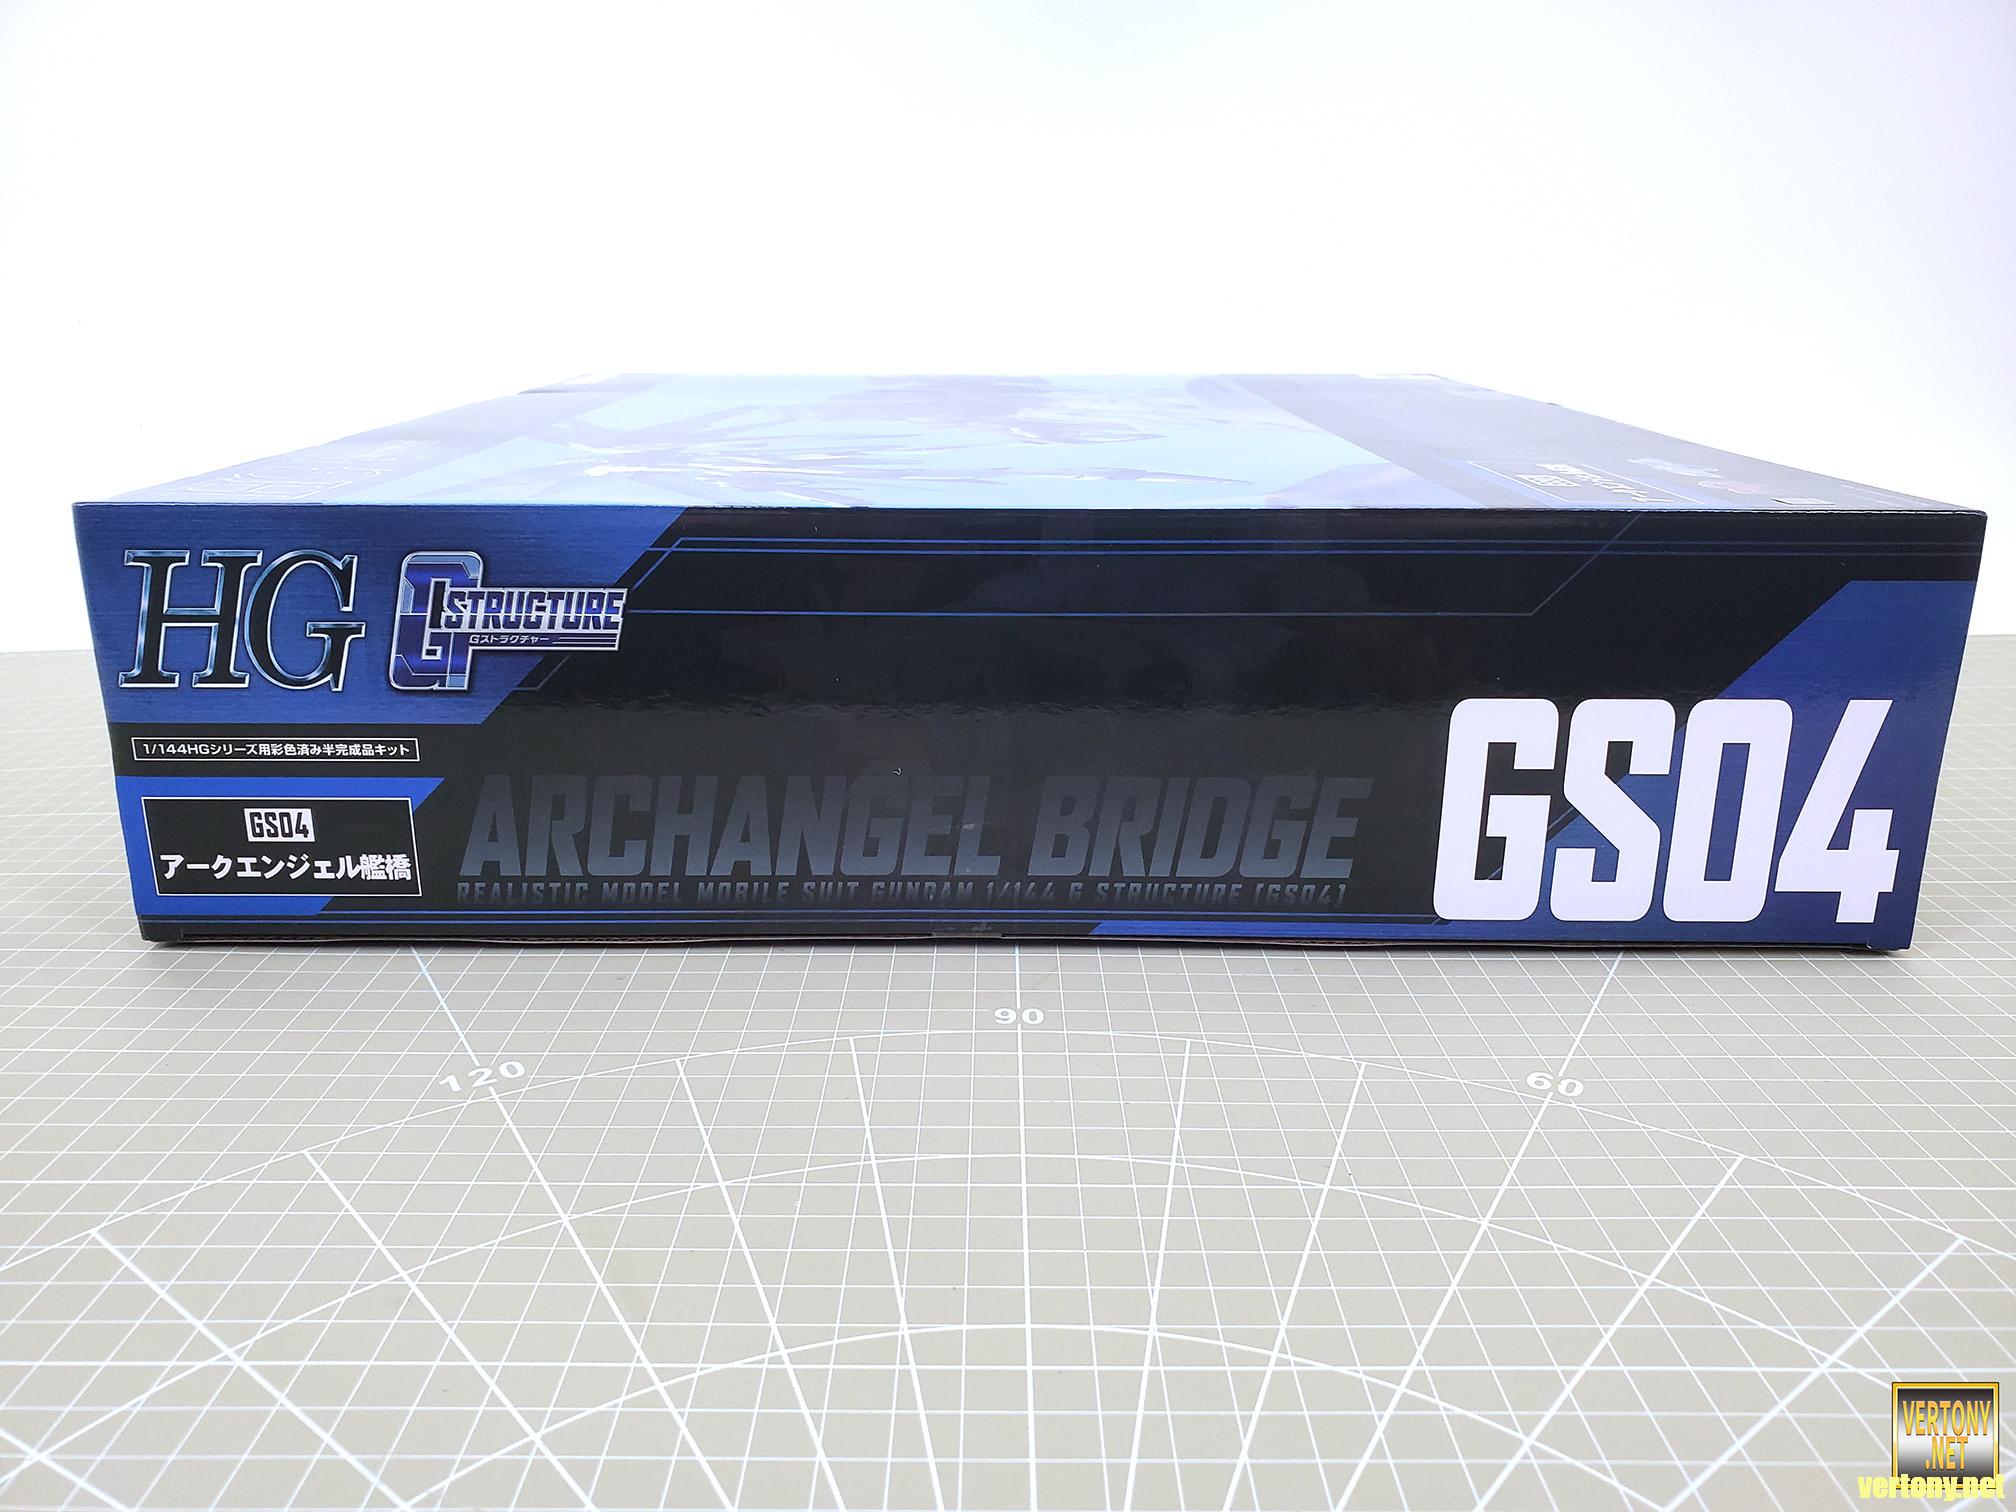 HG
G STRUCTURE
Gストラクチャー
1/144HGシリーズ用彩色済み半完成品キット
GS04
アークエンジェル艦橋
ARCHANGEL BRIDGE
REALISTIC MODEL MOBILE SUIT GUNDAM 1/144 G STRUCTURE [GS04]
GS04
90
120
60
VERTONY
.NET
vertony.net